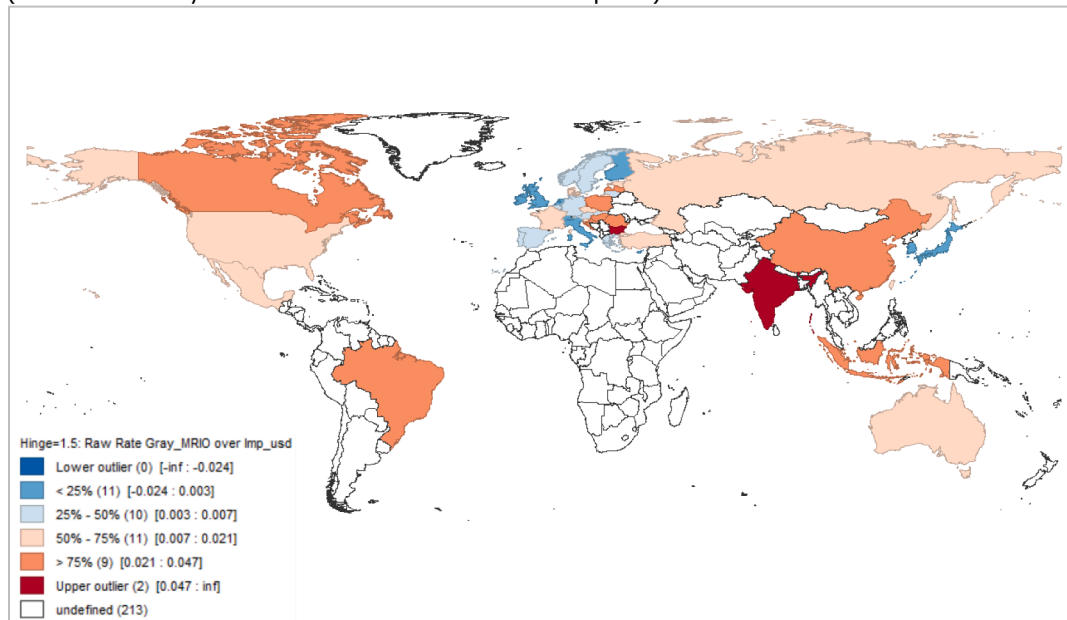 Hinge=1.5: Raw Rate Gray_MRIO over Imp_usd
Lower outlier (0) [-inf : -0.024]
< 25% (11) [-0.024 : 0.003]
25% - 50% (10) [0.003 : 0.007]
50% - 75% (11) [0.007 : 0.021]
> 75% (9) [0.021 : 0.047]
Upper outlier (2) [0.047 : inf]
undefined (213)